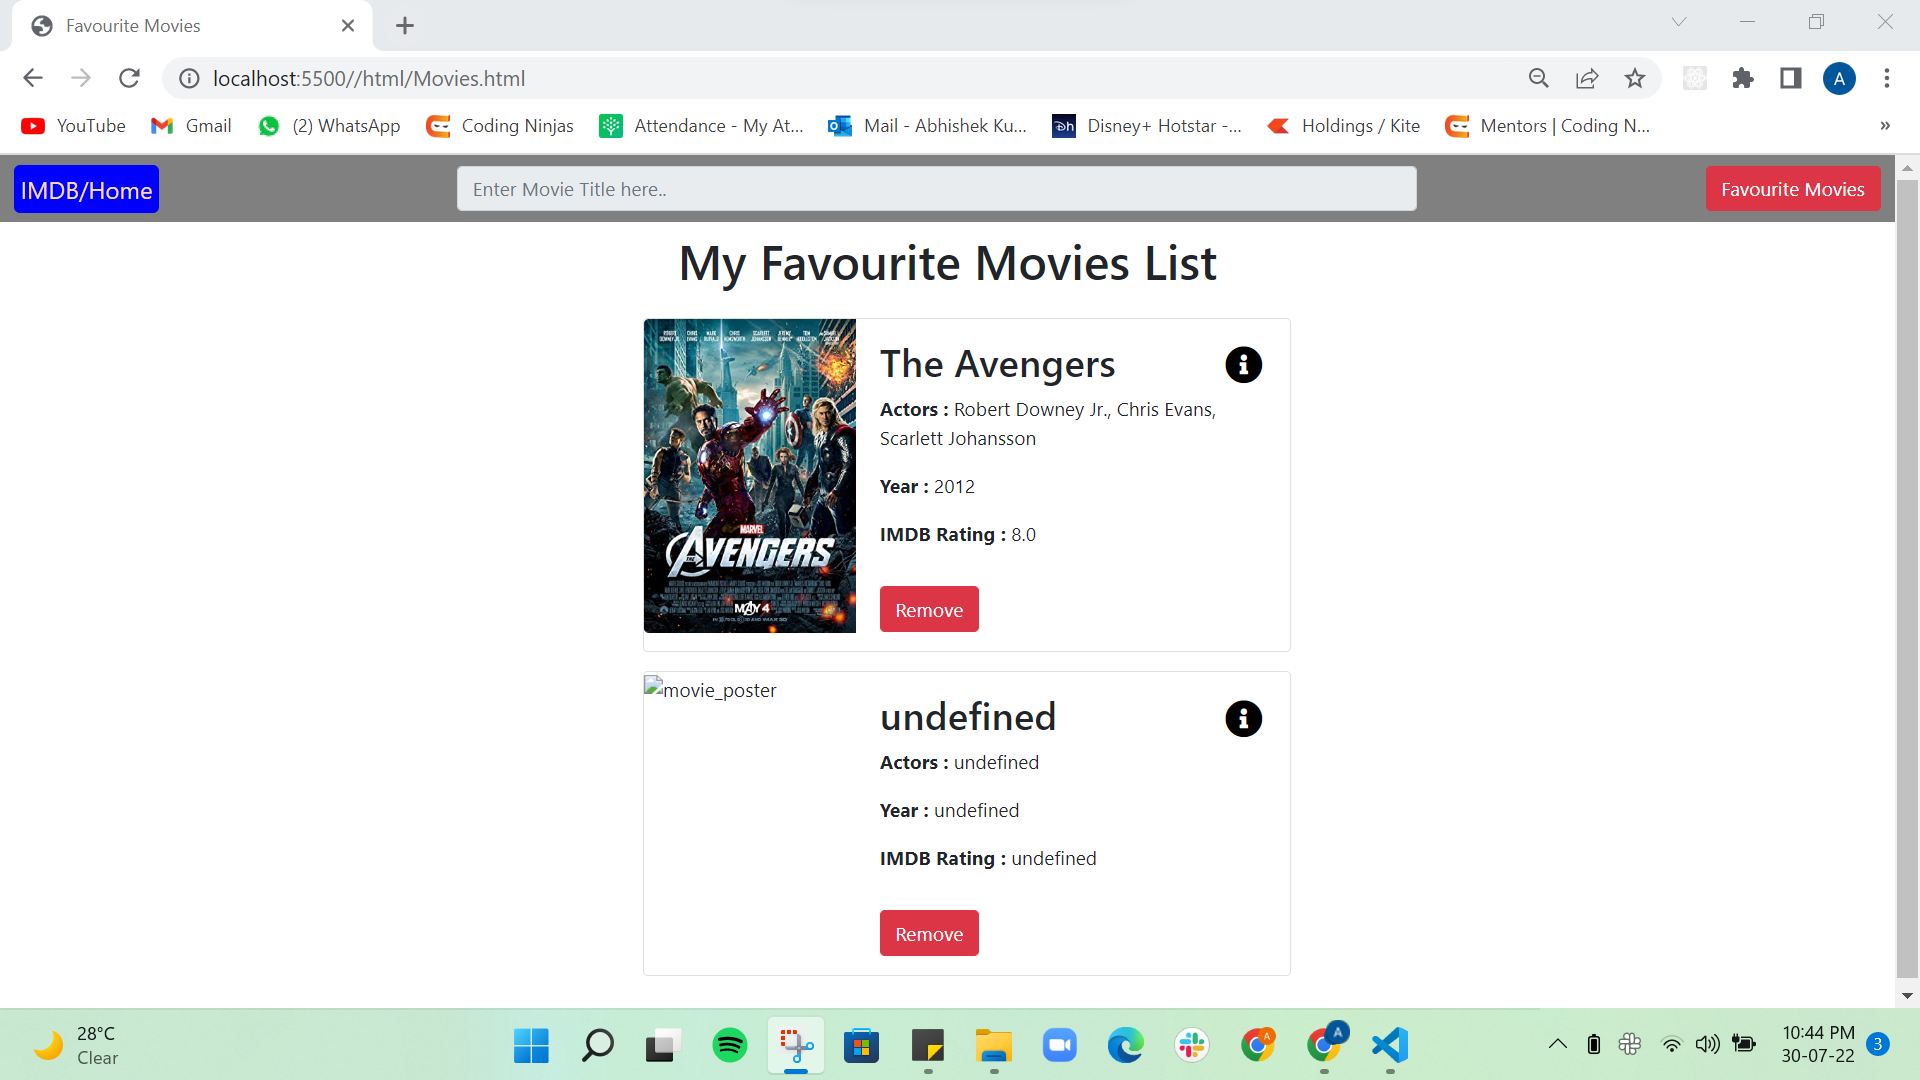 Favourite Movies
localhost:5500//html/Movies.html
A
YouTube
Gmail
(2) WhatsApp
Coding Ninjas
Attendance - My At...
Mail - Abhishek Ku...
Disney+ Hotstar -...
Holdings / Kite
Mentors | Coding N...
»
IMDB/Home
Enter Movie Title here..
Favourite Movies
My Favourite Movies List
MARVEL
THE AVENGERS
MAY 4
The Avengers
Actors : Robert Downey Jr., Chris Evans,
Scarlett Johansson
Year : 2012
IMDB Rating : 8.0
Remove
movie_poster
undefined
Actors : undefined
Year : undefined
IMDB Rating : undefined
Remove
28°C
Clear
10:44 PM
30-07-22
3